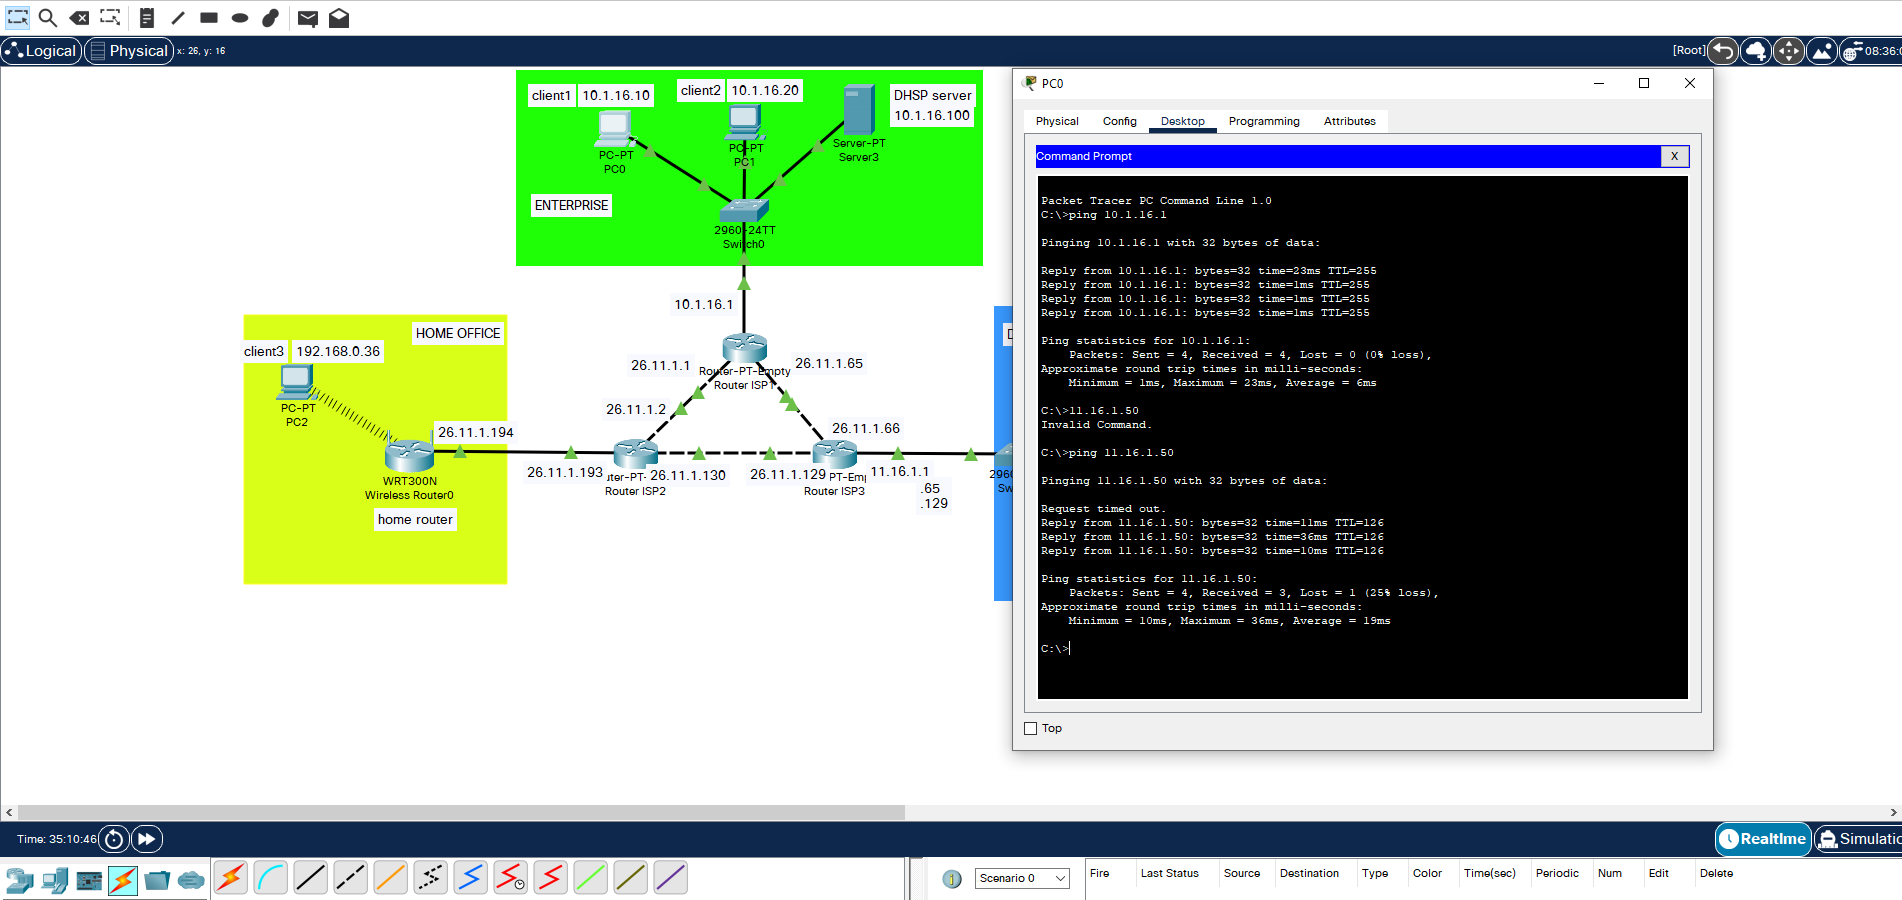 Logical
Physical
x: 26, y: 16
[Root]
08:36:0
client1
10.1.16.10
client2
10.1.16.20
DHSP server
10.1.16.100
PC-PT
PC0
PC-PT
PC1
Server-PT
Server3
ENTERPRISE
2960-24TT
Switch0
10.1.16.1
HOME OFFICE
client3
192.168.0.36
PC-PT
PC2
26.11.1.1
26.11.1.65
Router-PT-Empty
Router ISP1
26.11.1.2
26.11.1.66
26.11.1.194
WRT300N
Wireless Router0
home router
26.11.1.193
uter-PT-
26.11.1.130
Router ISP2
26.11.1.129
PT-Emp
Router ISP3
11.16.1.1
.65
.129
2960
Sw
PC0
Physical
Config
Desktop
Programming
Attributes
Command Prompt
X
Packet Tracer PC Command Line 1.0
C:\>ping 10.1.16.1
Pinging 10.1.16.1 with 32 bytes of data:
Reply from 10.1.16.1: bytes=32 time=23ms TTL=255
Reply from 10.1.16.1: bytes=32 time=1ms TTL=255
Reply from 10.1.16.1: bytes=32 time=1ms TTL=255
Reply from 10.1.16.1: bytes=32 time=1ms TTL=255
Ping statistics for 10.1.16.1:
Packets: Sent = 4, Received = 4, Lost = 0 (0% loss),
Approximate round trip times in milli-seconds:
Minimum = 1ms, Maximum = 23ms, Average = 6ms
C:\>11.16.1.50
Invalid Command.
C:\>ping 11.16.1.50
Pinging 11.16.1.50 with 32 bytes of data:
Request timed out.
Reply from 11.16.1.50: bytes=32 time=11ms TTL=126
Reply from 11.16.1.50: bytes=32 time=36ms TTL=126
Reply from 11.16.1.50: bytes=32 time=10ms TTL=126
Ping statistics for 11.16.1.50:
Packets: Sent = 4, Received = 3, Lost = 1 (25% loss),
Approximate round trip times in milli-seconds:
Minimum = 10ms, Maximum = 36ms, Average = 19ms
C:\>
Top
Time: 35:10:46
Realtime
Simulatio
Scenario 0
Fire
Last Status
Source
Destination
Type
Color
Time(sec)
Periodic
Num
Edit
Delete